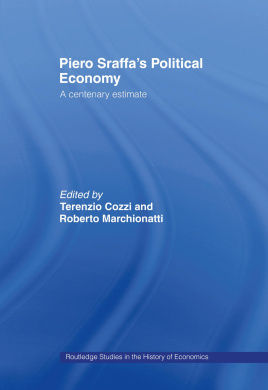 Piero Sraffa's Political
Economy
A centenary estimate
Edited by
Terenzio Cozzi and
Roberto Marchionatti
Routledge Studies in the History of Economics